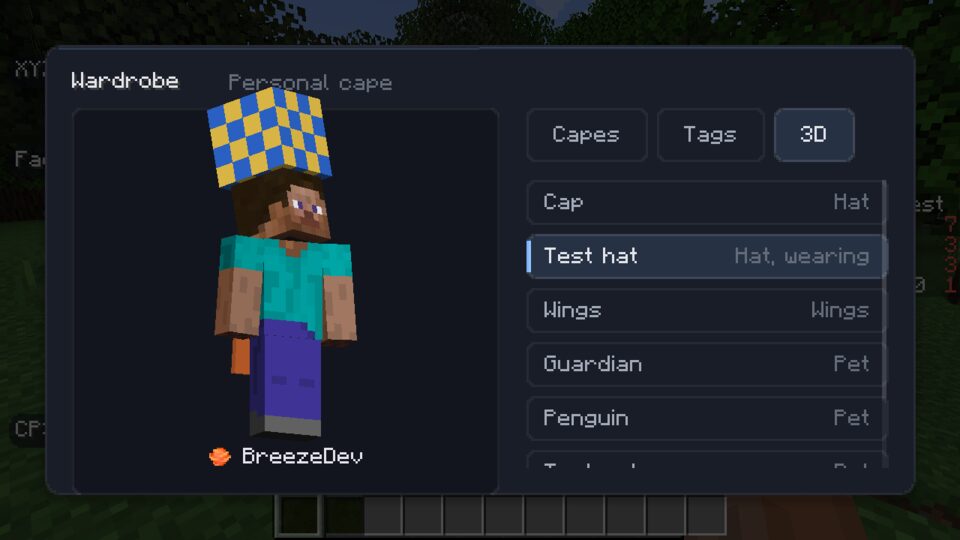 Wardrobe
Personal cape
Capes
Tags
3D
Cap
Hat
Test hat
Hat, wearing
Wings
Wings
Guardian
Pet
Penguin
Pet
BreezeDev